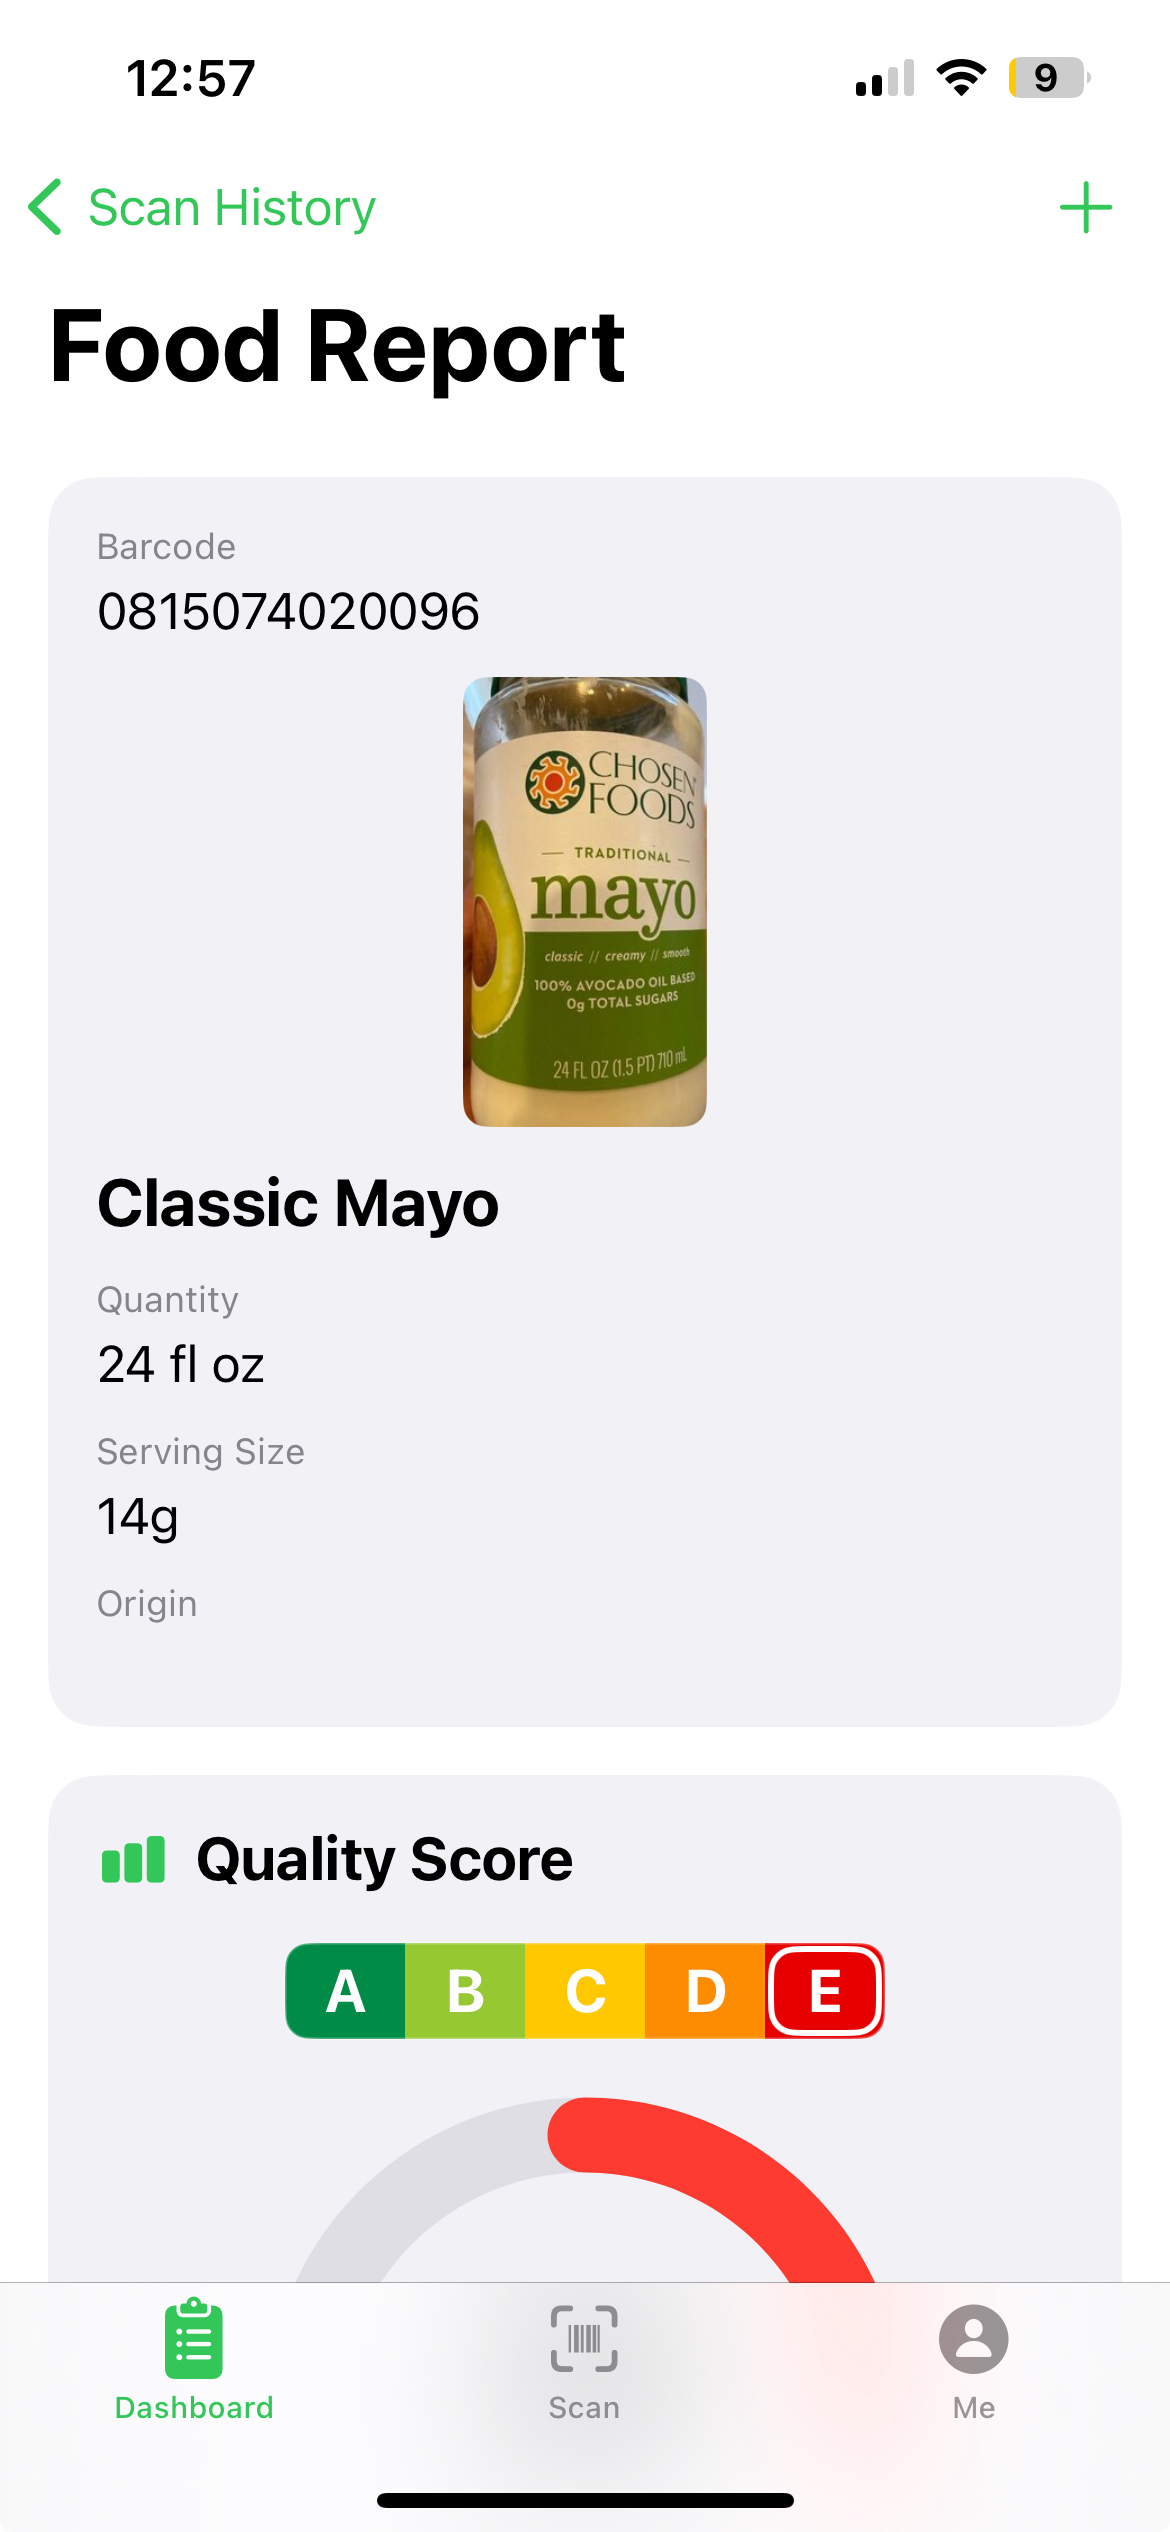 12:57
9
Scan History
Food Report
Barcode
0815074020096
CHOSEN
FOODS
TRADITIONAL
mayo
classic // creamy // smooth
100% AVOCADO OIL BASED
0g TOTAL SUGARS
24 FL OZ (1.5 PT) 710 mL
Classic Mayo
Quantity
24 fl oz
Serving Size
14g
Origin
Quality Score
A B C D E
Dashboard
Scan
Me